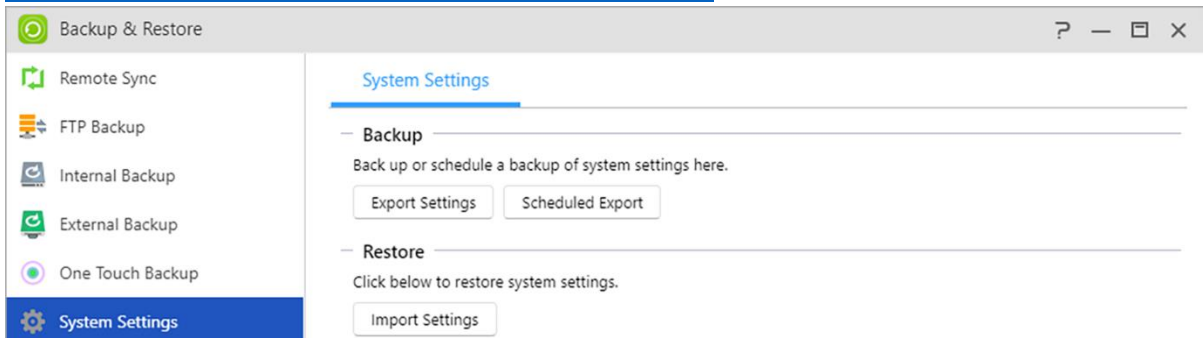 Backup & Restore
Remote Sync
FTP Backup
Internal Backup
External Backup
One Touch Backup
System Settings
System Settings
Backup
Back up or schedule a backup of system settings here.
Export Settings
Scheduled Export
Restore
Click below to restore system settings.
Import Settings